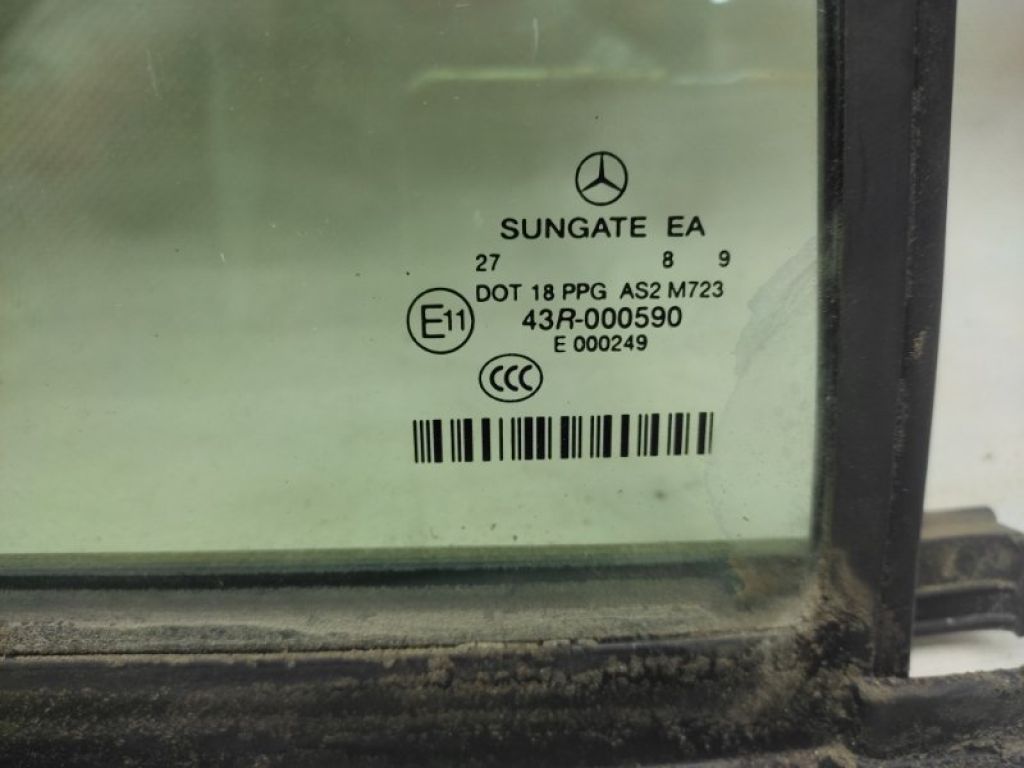 SUNGATE EA
27 8 9
DOT 18 PPG AS2 M723
E11 43R-000590
E 000249
CCC